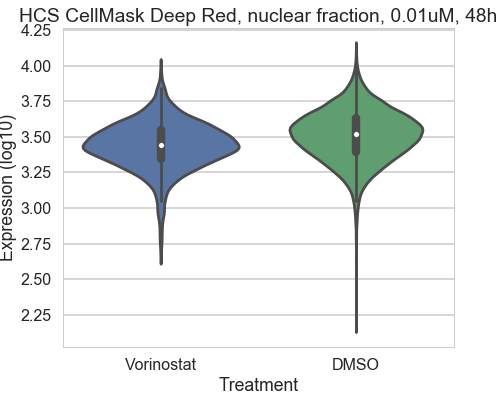 HCS CellMask Deep Red, nuclear fraction, 0.01uM, 48h
4.25
4.00
3.75
3.50
3.25
3.00
2.75
2.50
2.25
Expression (log10)
Vorinostat
DMSO
Treatment